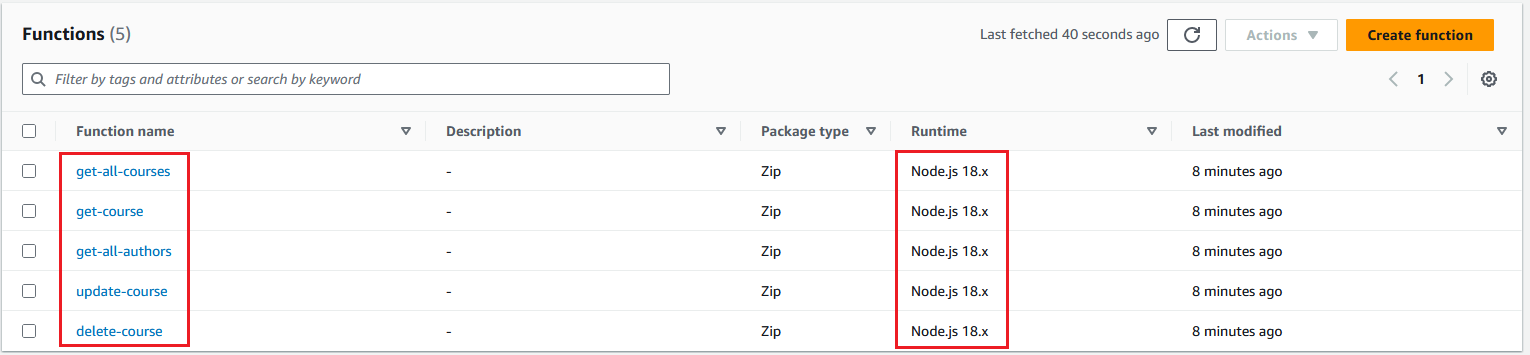 Functions (5)
Last fetched 40 seconds ago
Actions
Create function
Filter by tags and attributes or search by keyword
1
Function name Description Package type Runtime Last modified
get-all-courses - Zip Node.js 18.x 8 minutes ago
get-course - Zip Node.js 18.x 8 minutes ago
get-all-authors - Zip Node.js 18.x 8 minutes ago
update-course - Zip Node.js 18.x 8 minutes ago
delete-course - Zip Node.js 18.x 8 minutes ago